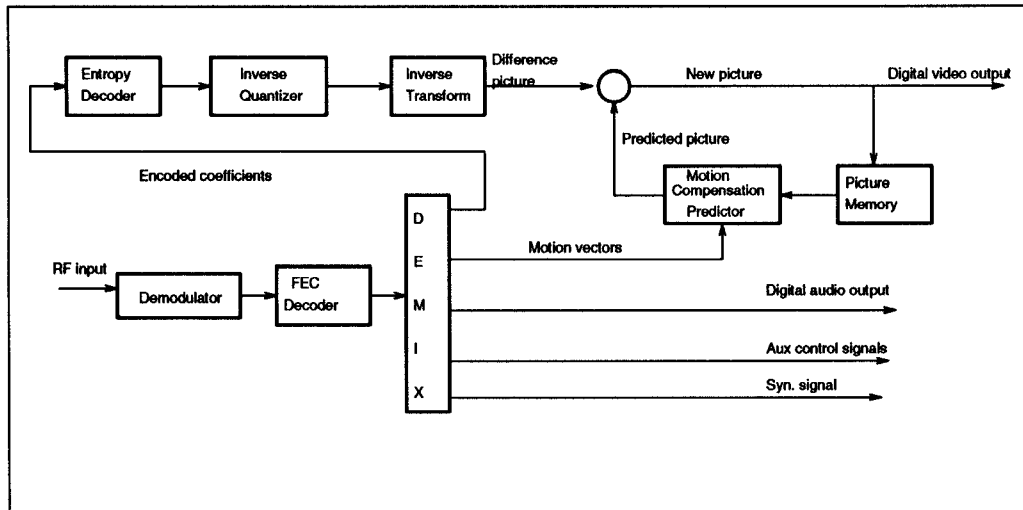 Entropy
Decoder
Inverse
Quantizer
Inverse
Transform
Difference
picture
New picture
Digital video output
Predicted picture
Motion
Compensation
Predictor
Picture
Memory
Encoded coefficients
D
E
M
I
X
Motion vectors
RF input
Demodulator
FEC
Decoder
Digital audio output
Aux control signals
Syn. signal